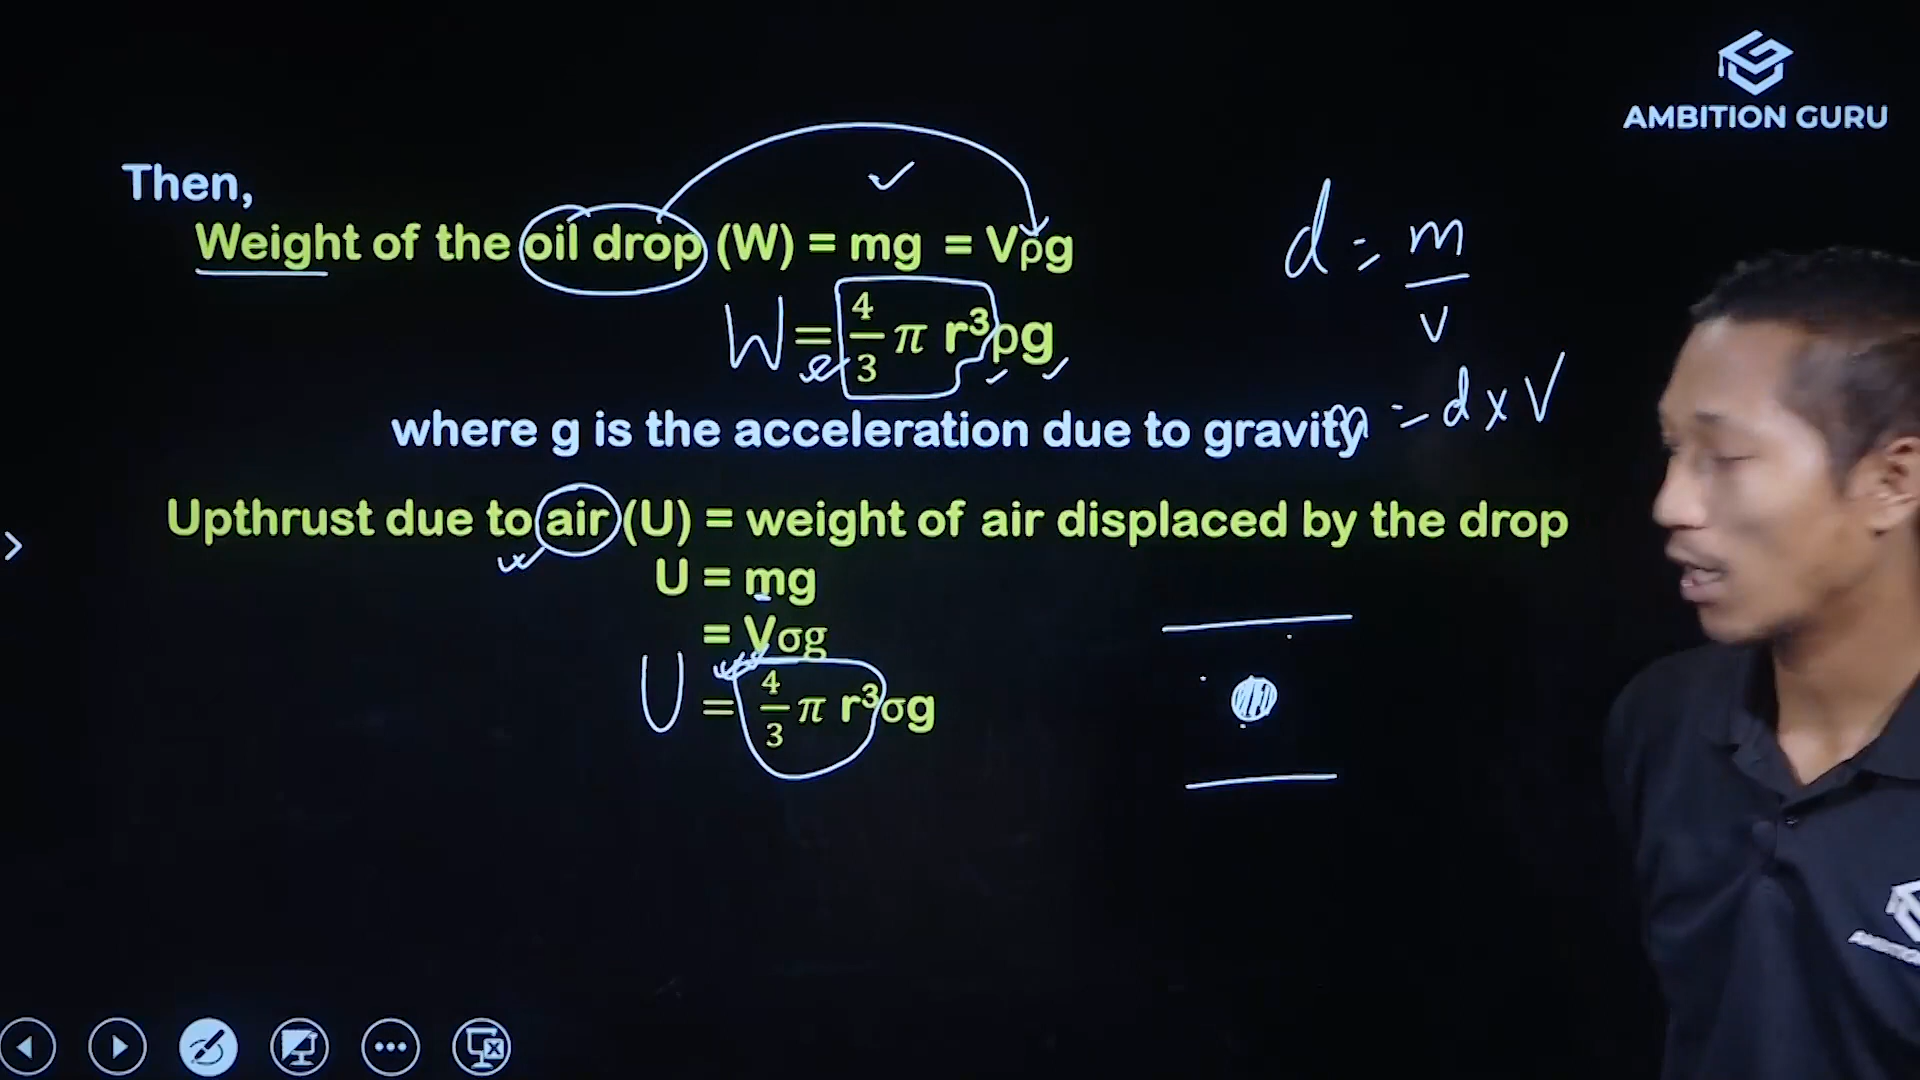 AMBITION GURU
Then,
Weight of the oil drop (W) = mg = Vρg
d = m/v
W = 4/3 π r³ρg
m = d x V
where g is the acceleration due to gravity
Upthrust due to air (U) = weight of air displaced by the drop
U = mg
= Vσg
U = 4/3 π r³σg